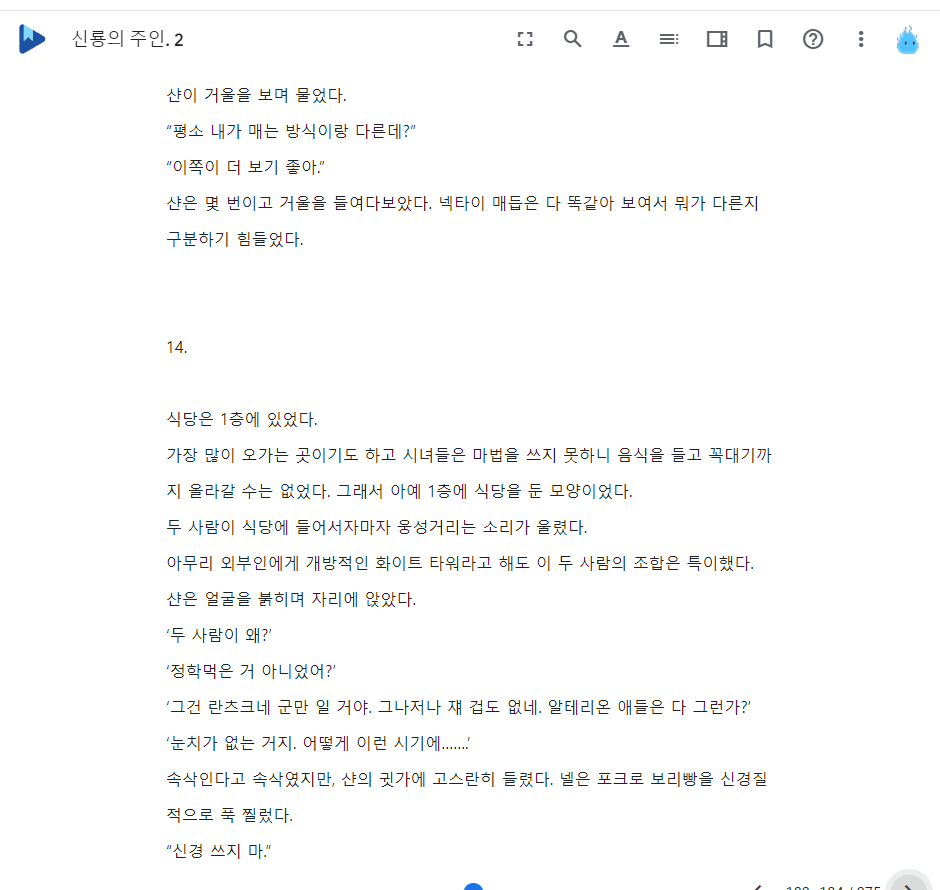 신룡의 주인. 2
샨이 거울을 보며 물었다.
“평소 내가 매는 방식이랑 다른데?”
“이쪽이 더 보기 좋아.”
샨은 몇 번이고 거울을 들여다보았다. 넥타이 매듭은 다 똑같아 보여서 뭐가 다른지
구분하기 힘들었다.
14.
식당은 1층에 있었다.
가장 많이 오가는 곳이기도 하고 시녀들은 마법을 쓰지 못하니 음식을 들고 꼭대기까
지 올라갈 수는 없었다. 그래서 아예 1층에 식당을 둔 모양이었다.
두 사람이 식당에 들어서자마자 웅성거리는 소리가 울렸다.
아무리 외부인에게 개방적인 화이트 타워라고 해도 이 두 사람의 조합은 특이했다.
샨은 얼굴을 붉히며 자리에 앉았다.
‘두 사람이 왜?’
‘정학먹은 거 아니었어?’
‘그건 란츠크네 군만 일 거야. 그나저나 쟤 겁도 없네. 알테리온 애들은 다 그런가?’
‘눈치가 없는 거지. 어떻게 이런 시기에.......‘
속삭인다고 속삭였지만, 샨의 귓가에 고스란히 들렸다. 넬은 포크로 보리빵을 신경질
적으로 푹 찔렀다.
“신경 쓰지 마.”